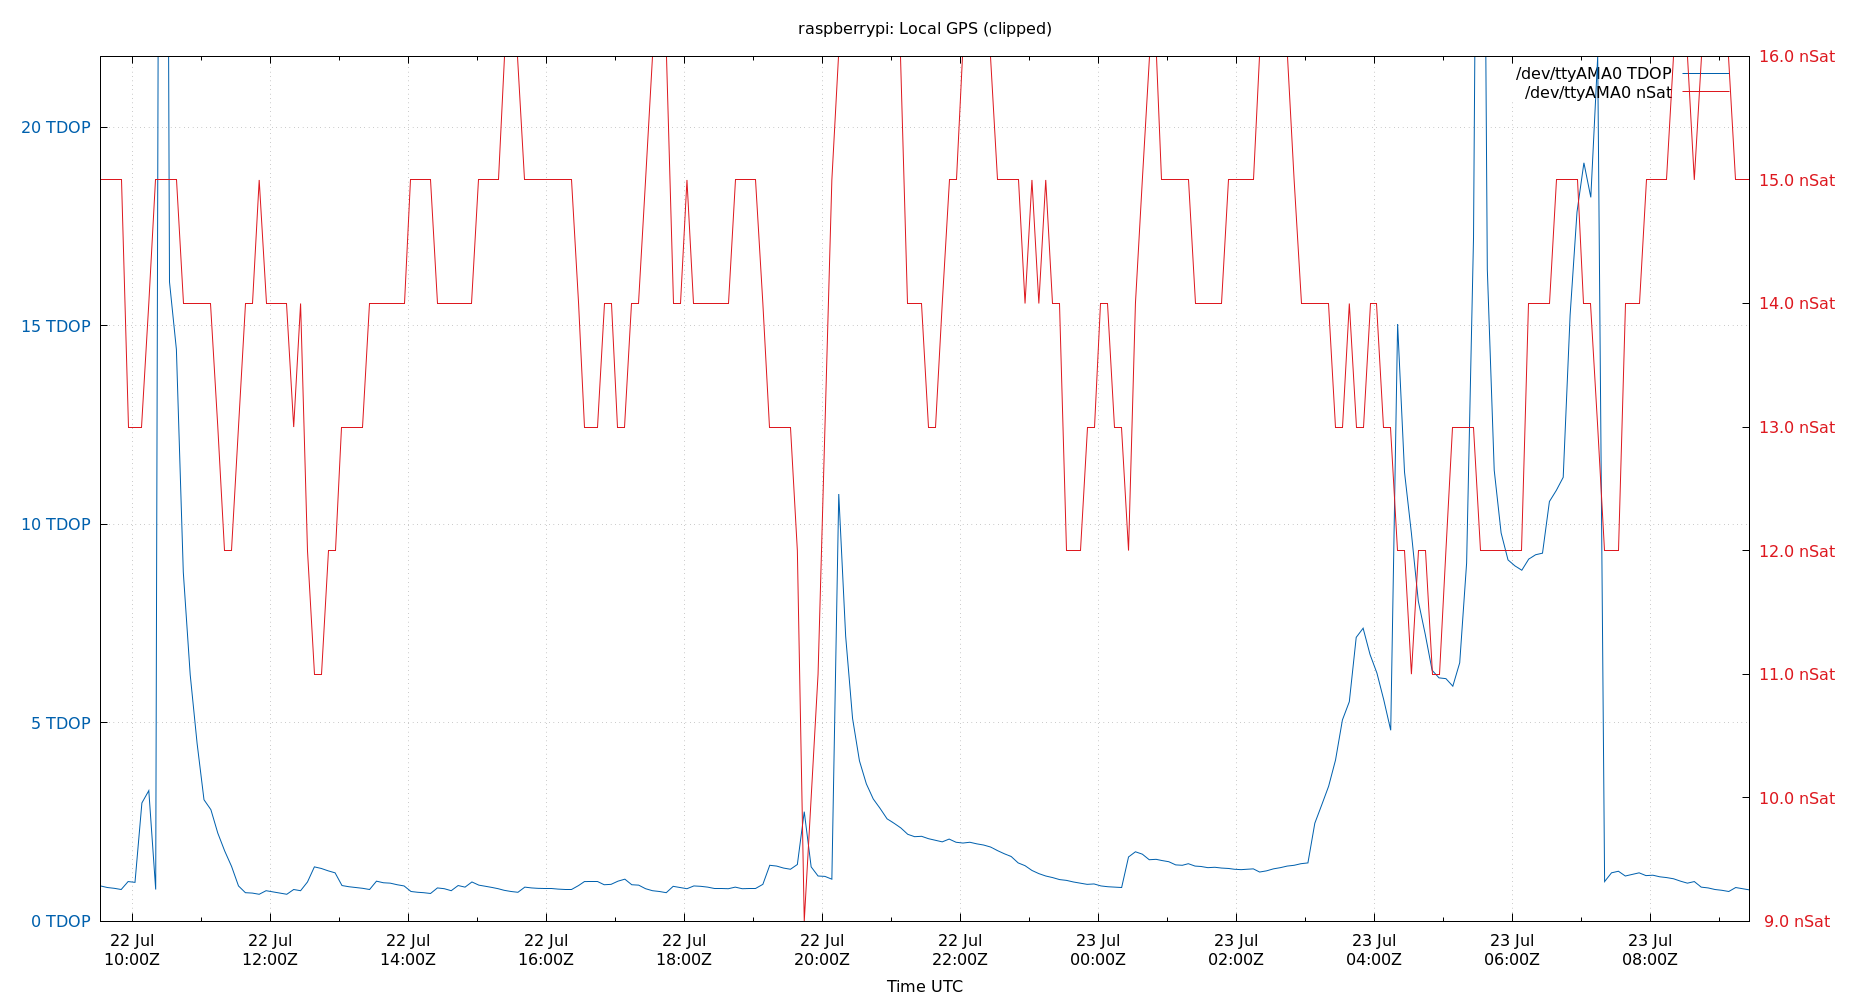 raspberrypi: Local GPS (clipped)
/dev/ttyAMA0 TDOP
/dev/ttyAMA0 nSat
20 TDOP
15 TDOP
10 TDOP
5 TDOP
0 TDOP
16.0 nSat
15.0 nSat
14.0 nSat
13.0 nSat
12.0 nSat
11.0 nSat
10.0 nSat
9.0 nSat
22 Jul
10:00Z
22 Jul
12:00Z
22 Jul
14:00Z
22 Jul
16:00Z
22 Jul
18:00Z
22 Jul
20:00Z
22 Jul
22:00Z
23 Jul
00:00Z
23 Jul
02:00Z
23 Jul
04:00Z
23 Jul
06:00Z
23 Jul
08:00Z
Time UTC